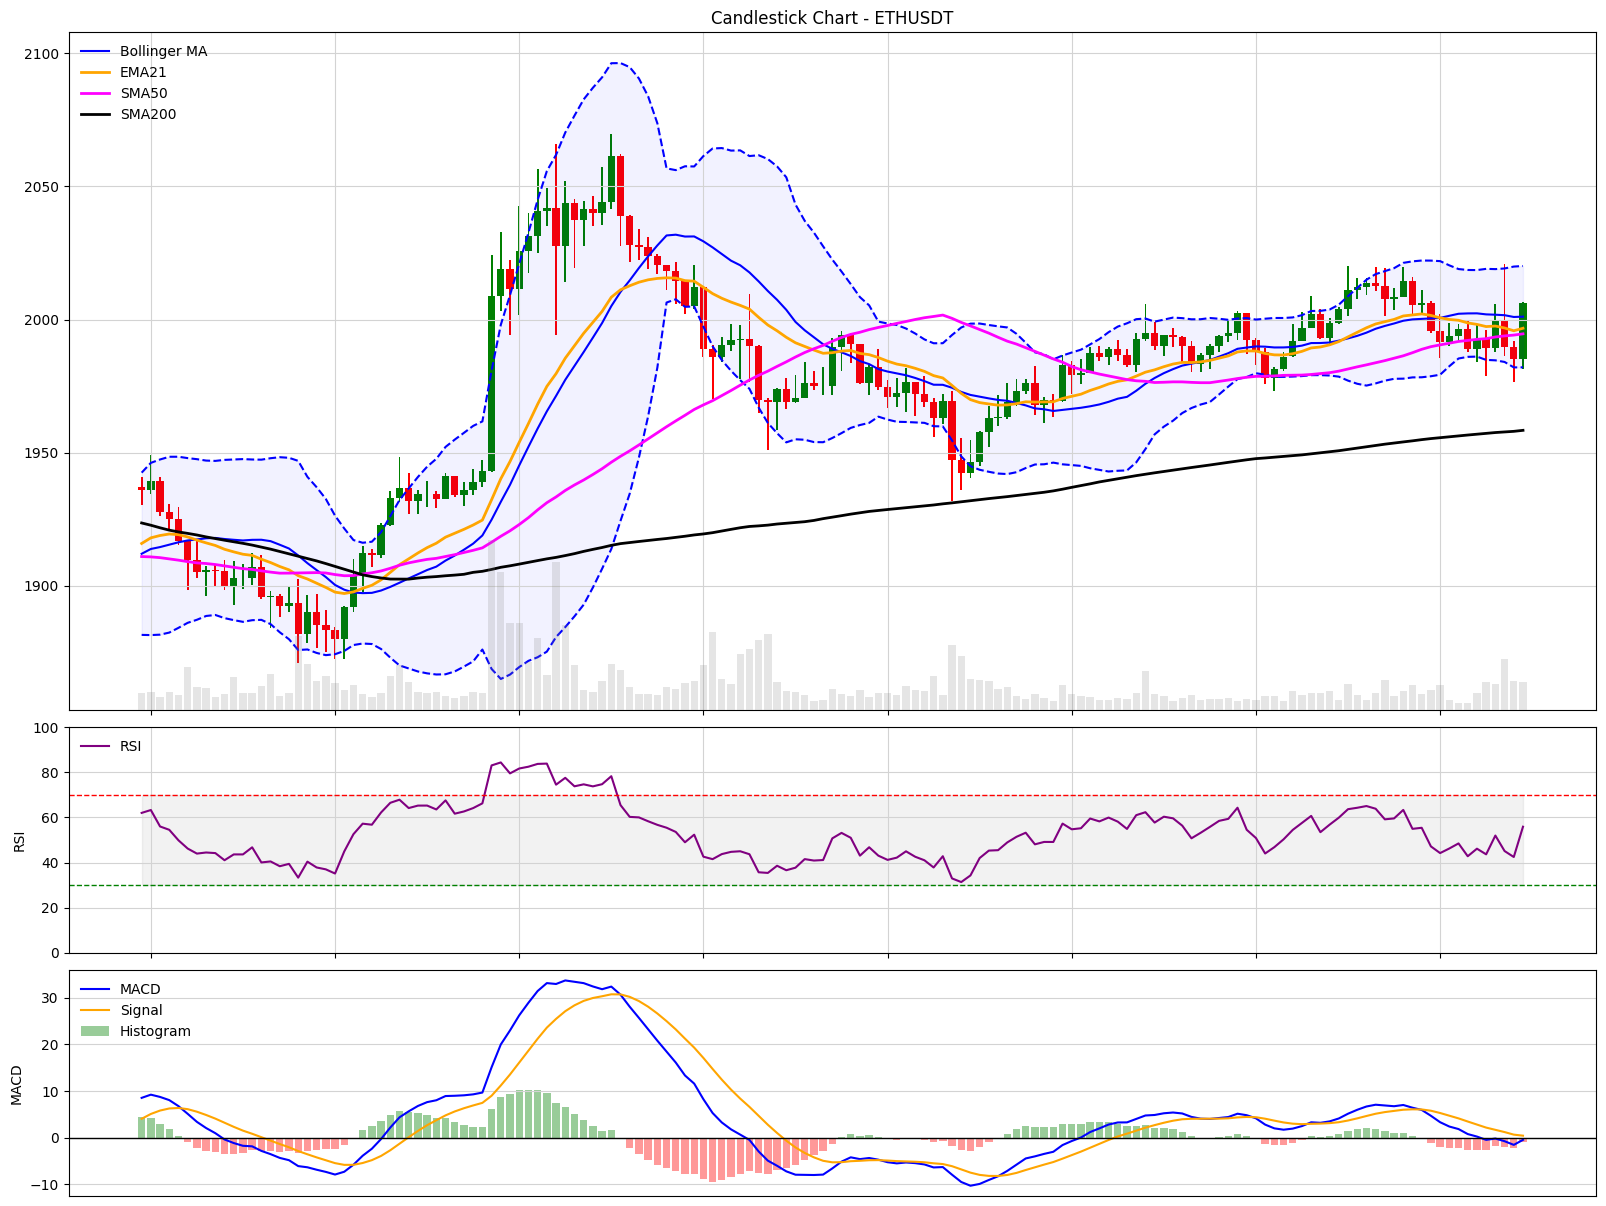 Candlestick Chart - ETHUSDT
Bollinger MA
EMA21
SMA50
SMA200
2100
2050
2000
1950
1900
RSI
100
80
60
40
20
0
RSI
MACD
Signal
Histogram
30
20
10
0
−10
MACD